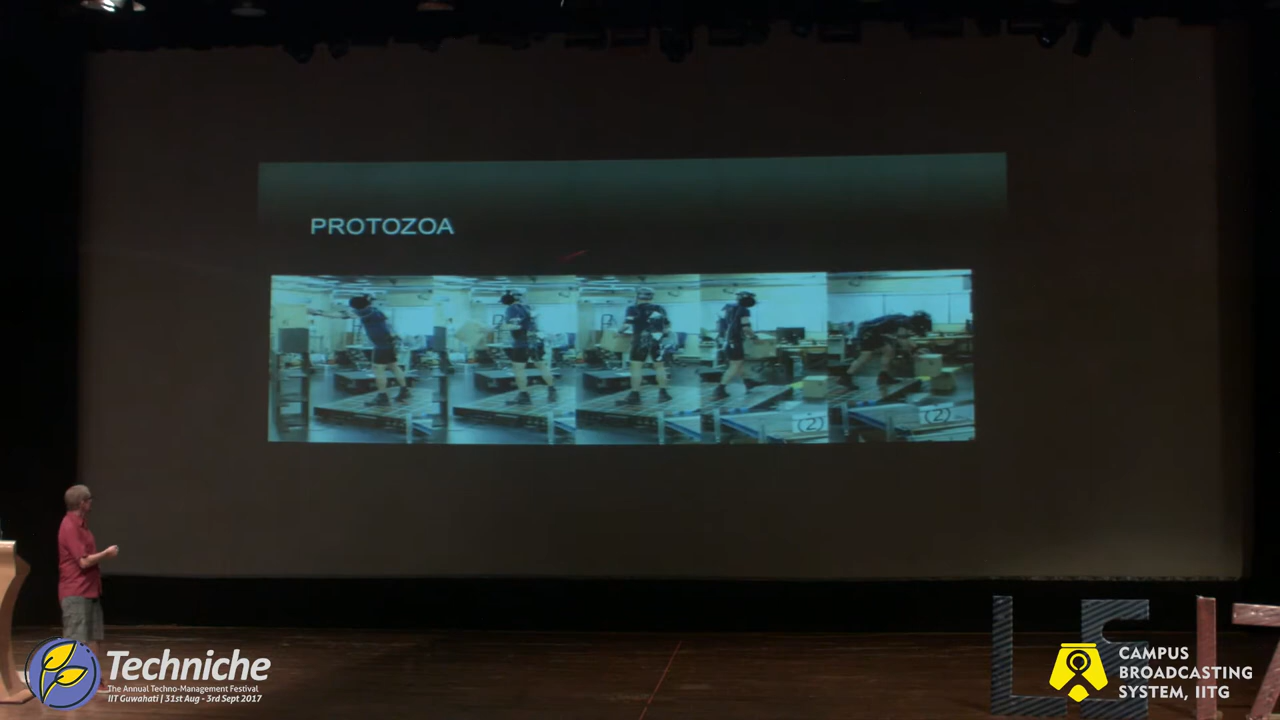 PROTOZOA
(2)
(2)
Techniche
The Annual Techno-Management Festival
IIT Guwahati | 31st Aug - 3rd Sept 2017
LE17
CAMPUS
BROADCASTING
SYSTEM, IITG